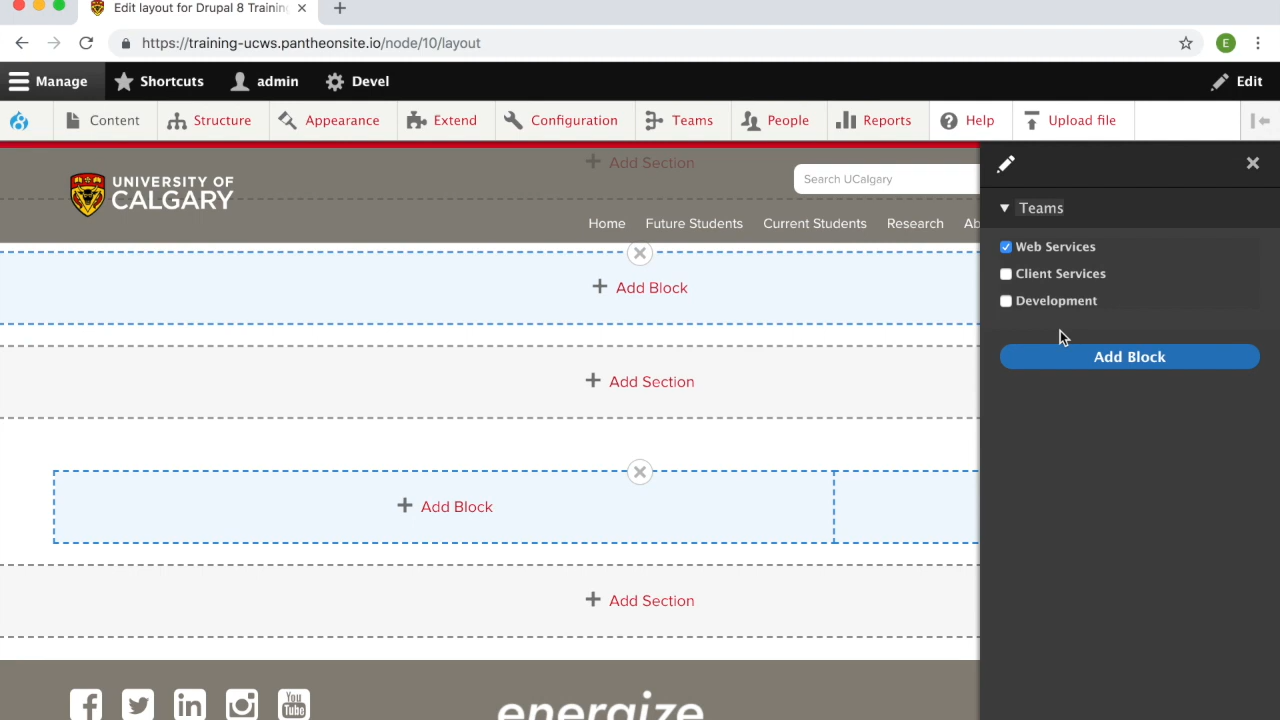 Edit layout for Drupal 8 Training
https://training-ucws.pantheonsite.io/node/10/layout
E
Manage
Shortcuts
admin
Devel
Edit
Content
Structure
Appearance
Extend
Configuration
Teams
People
Reports
Help
Upload file
Add Section
UNIVERSITY OF
CALGARY
Search UCalgary
Home
Future Students
Current Students
Research
Ab
Teams
Web Services
Client Services
Development
Add Block
Add Block
Add Section
Add Block
Add Section
You
Tube
energize